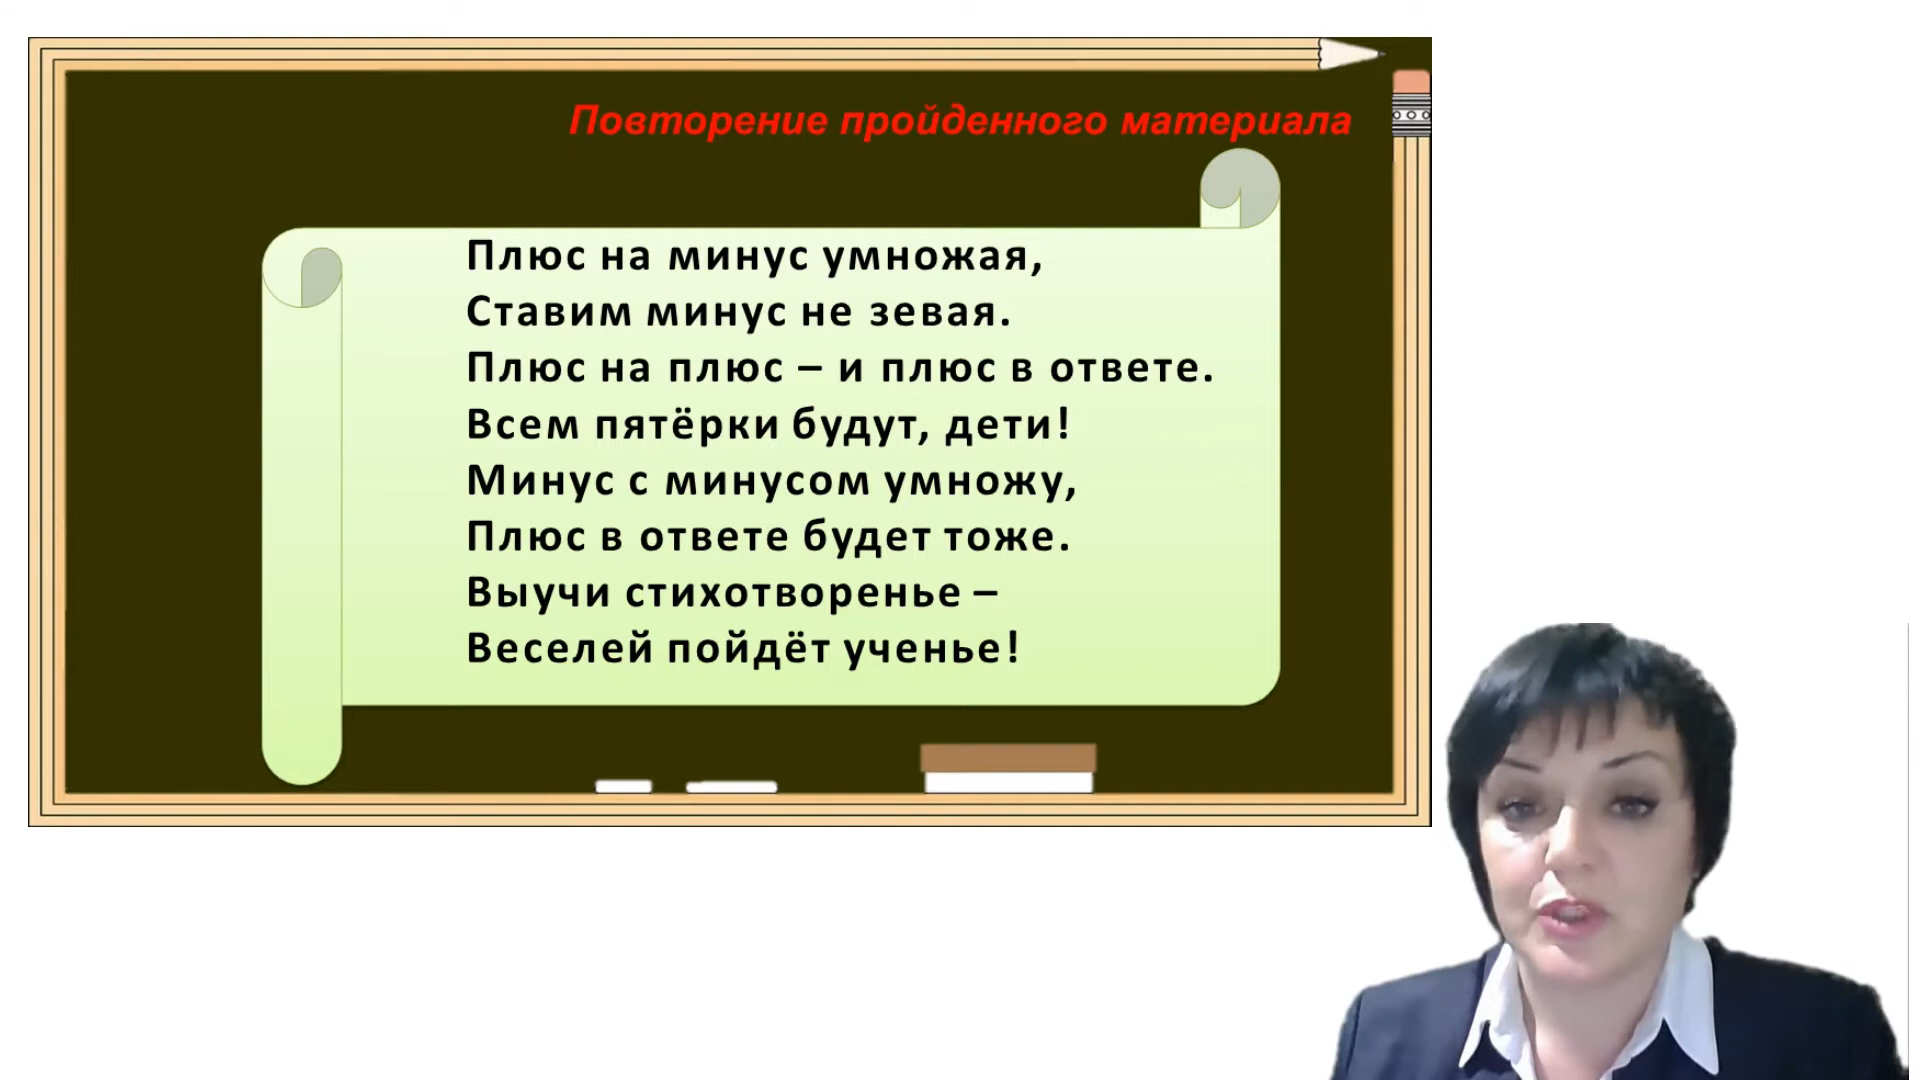 Повторение пройденного материала
Плюс на минус умножая,
Ставим минус не зевая.
Плюс на плюс – и плюс в ответе.
Всем пятёрки будут, дети!
Минус с минусом умножу,
Плюс в ответе будет тоже.
Выучи стихотворенье –
Веселей пойдёт ученье!